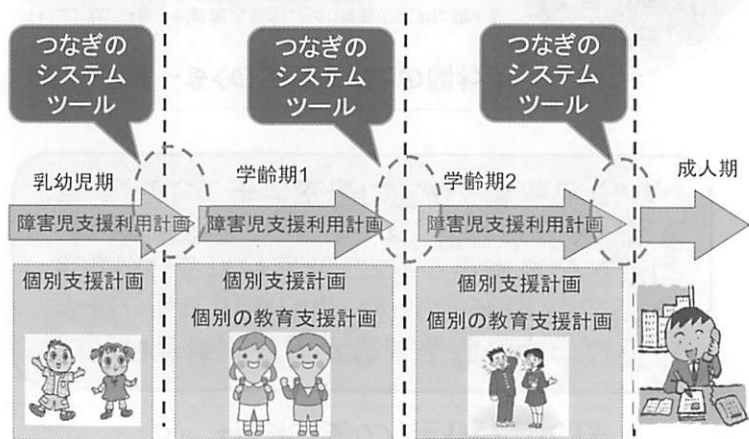 つなぎの
システム
ツール
つなぎの
システム
ツール
つなぎの
システム
ツール
乳幼児期
学齢期1
学齢期2
成人期
障害児支援利用計画
障害児支援利用計画
障害児支援利用計画
個別支援計画
個別支援計画
個別の教育支援計画
個別支援計画
個別の教育支援計画